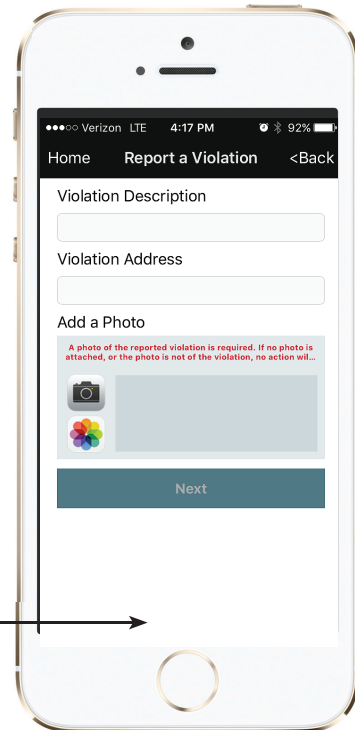 Verizon LTE 4:17 PM 92%
Home Report a Violation <Back
Violation Description
Violation Address
Add a Photo
A photo of the reported violation is required. If no photo is
attached, or the photo is not of the violation, no action wil...
Next